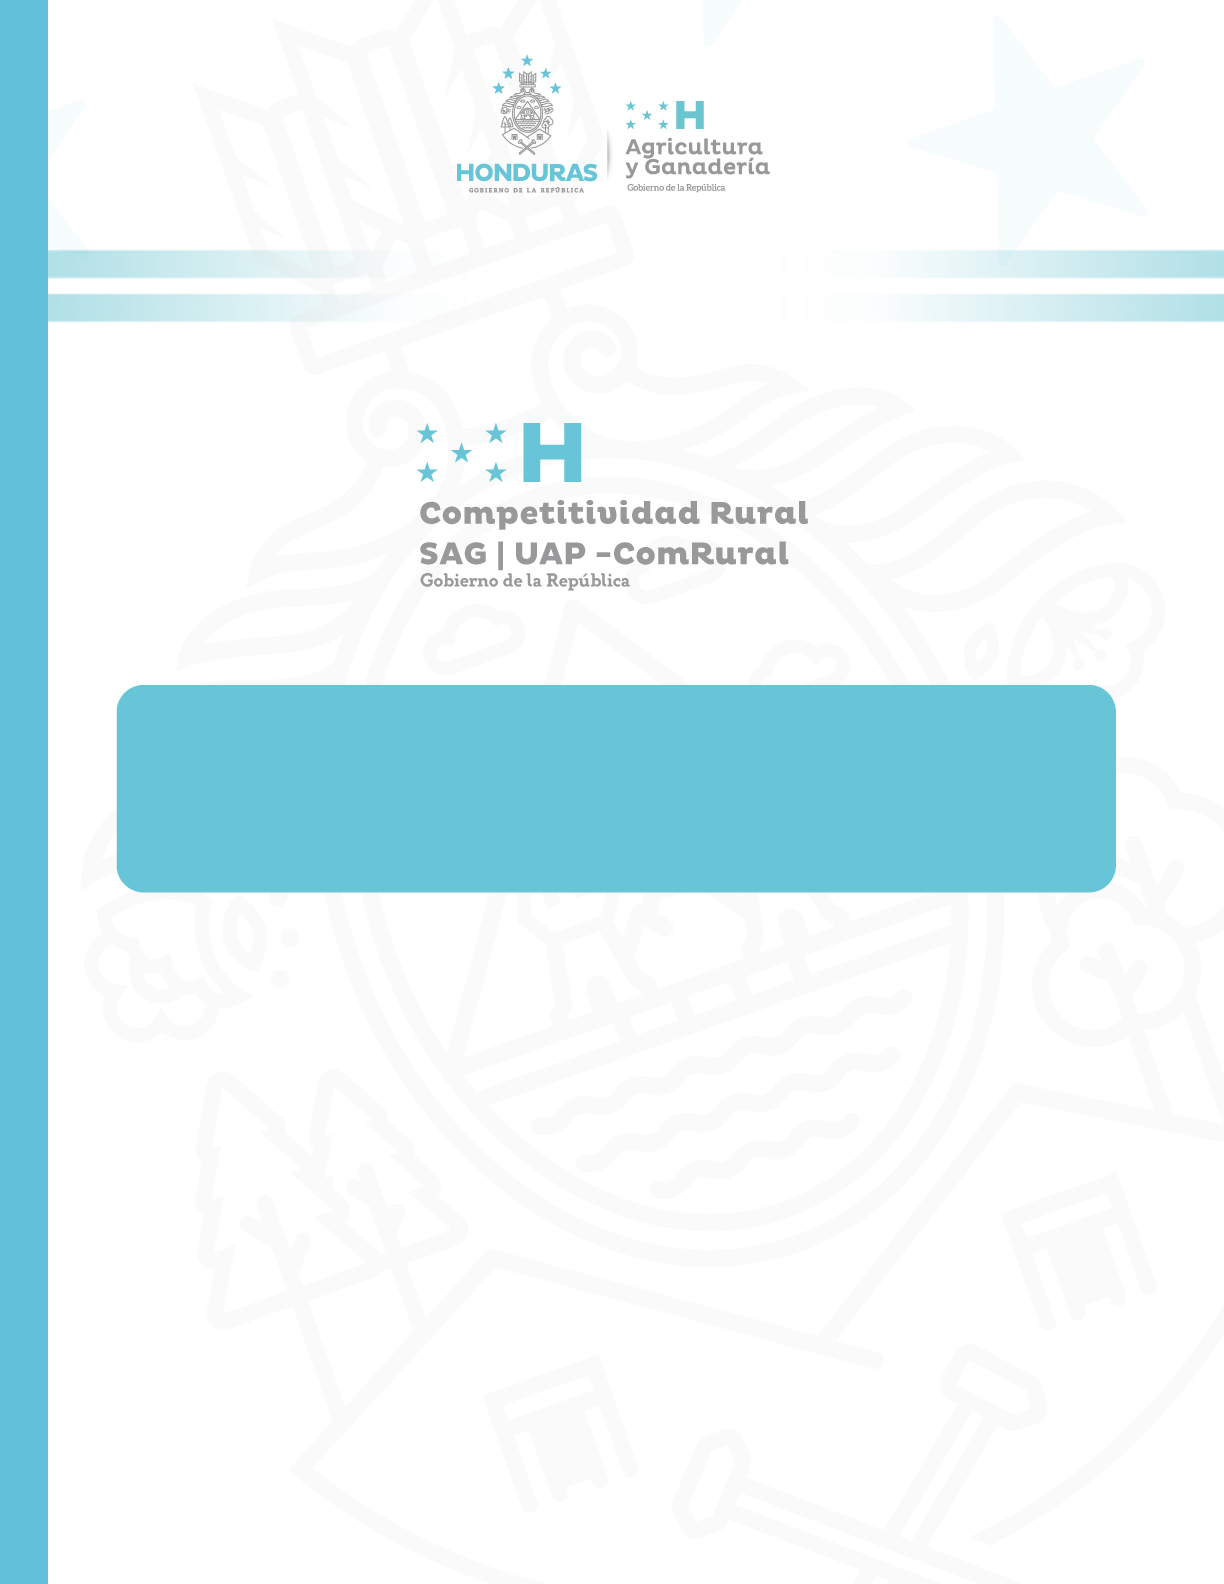 HONDURAS
GOBIERNO DE LA REPÚBLICA
H
Agricultura
y Ganadería
Gobierno de la República
H
Competitividad Rural
SAG | UAP -ComRural
Gobierno de la República